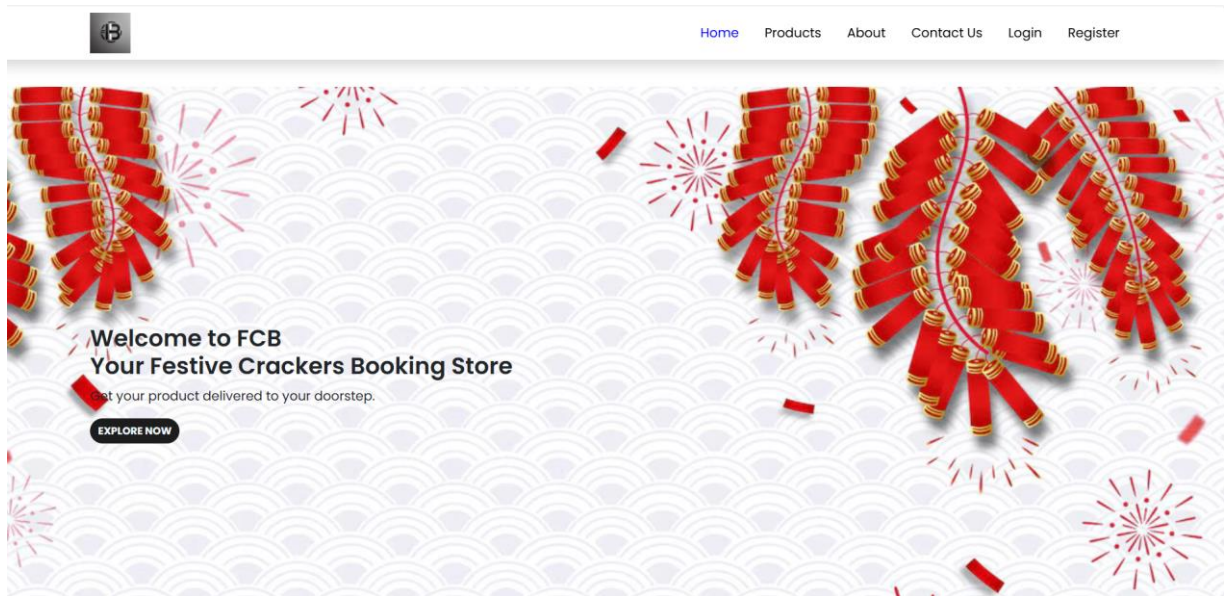 Home Products About Contact Us Login Register
Welcome to FCB
Your Festive Crackers Booking Store
Get your product delivered to your doorstep.
EXPLORE NOW